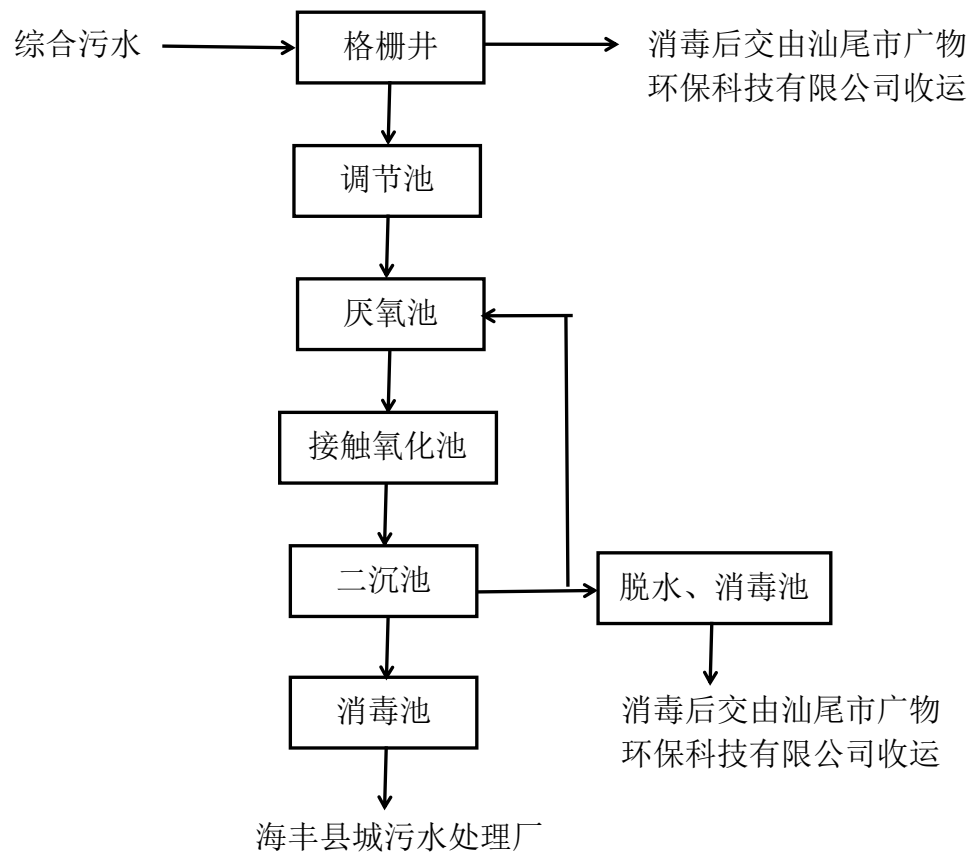 综合污水
格栅井
消毒后交由汕尾市广物
环保科技有限公司收运
调节池
厌氧池
接触氧化池
二沉池
脱水、消毒池
消毒池
消毒后交由汕尾市广物
环保科技有限公司收运
海丰县城污水处理厂